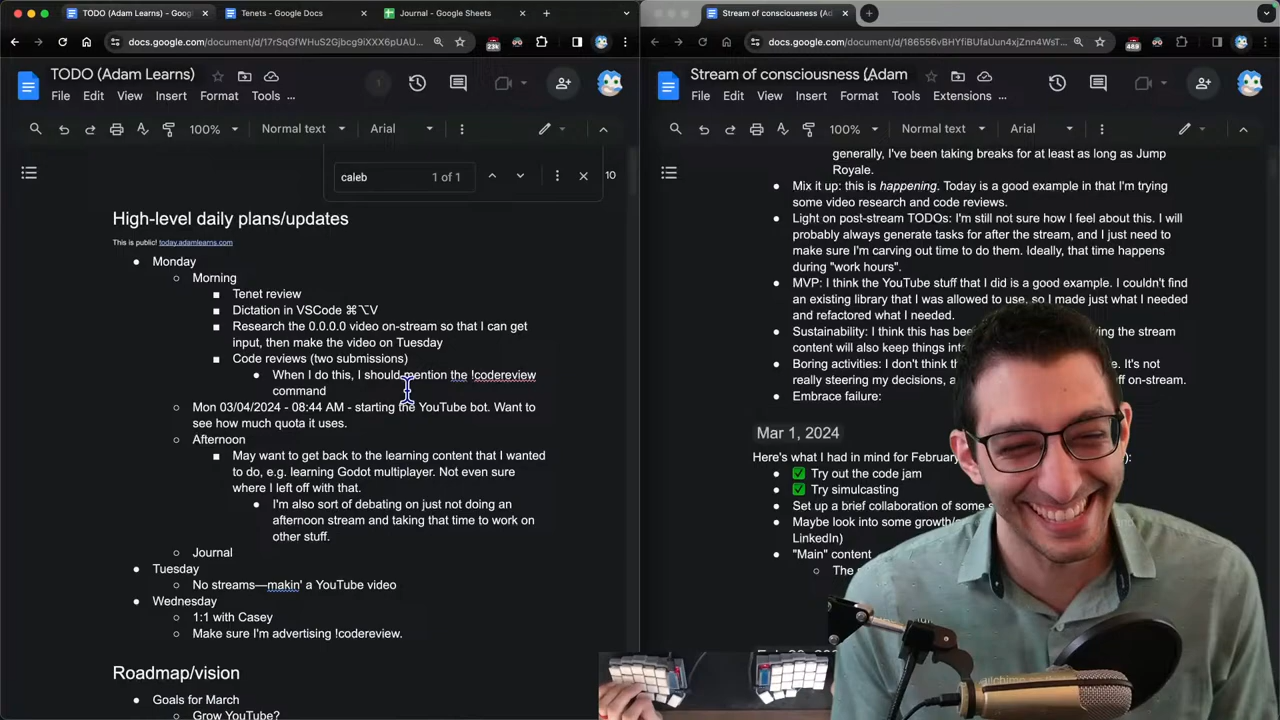 TODO (Adam Learns) - Goog
Tenets - Google Docs
Journal - Google Sheets
docs.google.com/document/d/17rSqGfWHuS2Gjbcg9iXXX6pUAU...
23k
TODO (Adam Learns)
File Edit View Insert Format Tools ...
100% Normal text Arial
caleb 1 of 1
10
High-level daily plans/updates
This is public! today.adamlearns.com
Monday
Morning
Tenet review
Dictation in VSCode ⌘⌥V
Research the 0.0.0.0 video on-stream so that I can get
input, then make the video on Tuesday
Code reviews (two submissions)
When I do this, I should mention the !codereview
command
Mon 03/04/2024 - 08:44 AM - starting the YouTube bot. Want to
see how much quota it uses.
Afternoon
May want to get back to the learning content that I wanted
to do, e.g. learning Godot multiplayer. Not even sure
where I left off with that.
I'm also sort of debating on just not doing an
afternoon stream and taking that time to work on
other stuff.
Journal
Tuesday
No streams—makin' a YouTube video
Wednesday
1:1 with Casey
Make sure I'm advertising !codereview.
Roadmap/vision
Goals for March
Grow YouTube?
Stream of consciousness (Ad
docs.google.com/document/d/186556vBHYfiBUfaUun4xjZnn4WsT...
489
Stream of consciousness (Adam
File Edit View Insert Format Tools Extensions ...
100% Normal text Arial
generally, I've been taking breaks for at least as long as Jump
Royale.
Mix it up: this is happening. Today is a good example in that I'm trying
some video research and code reviews.
Light on post-stream TODOs: I'm still not sure how I feel about this. I will
probably always generate tasks for after the stream, and I just need to
make sure I'm carving out time to do them. Ideally, that time happens
during "work hours".
MVP: I think the YouTube stuff that I did is a good example. I couldn't find
an existing library that I was allowed to use, so I made just what I needed
and refactored what I needed.
Sustainability: I think this has bee ying the stream
content will also keep things into
Boring activities: I don't think th e. It's not
really steering my decisions, a ff on-stream.
Embrace failure:
Mar 1, 2024
Here's what I had in mind for February ):
✅ Try out the code jam
✅ Try simulcasting
Set up a brief collaboration of some s
Maybe look into some growth/ and
LinkedIn)
"Main" content
The